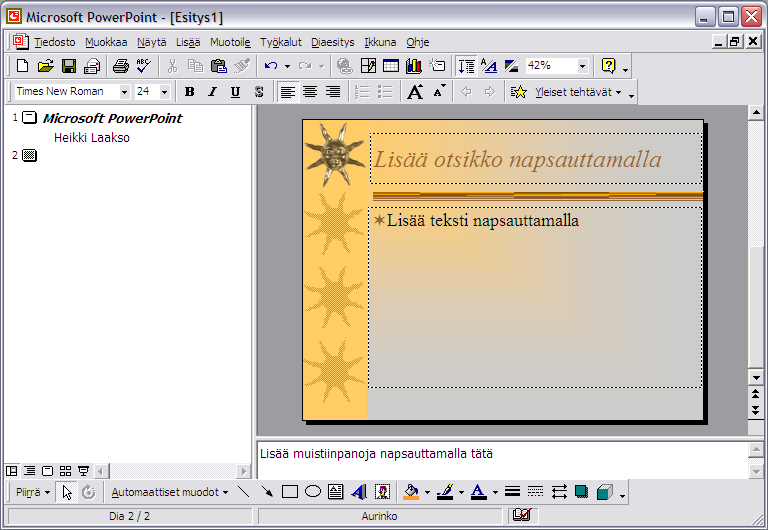 Microsoft PowerPoint - [Esitys1]
Tiedosto Muokkaa Näytä Lisää Muotoile Työkalut Diaesitys Ikkuna Ohje
ABC 42% ?
Times New Roman 24 B I U S A A Yleiset tehtävät
1 Microsoft PowerPoint
Heikki Laakso
2
Lisää otsikko napsauttamalla
Lisää teksti napsauttamalla
Lisää muistiinpanoja napsauttamalla tätä
Piirrä Automaattiset muodot A A
Dia 2 / 2 Aurinko